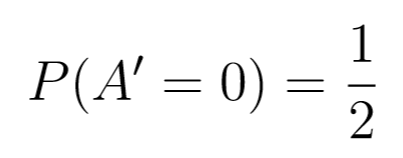 P(A′ = 0) = 1/2